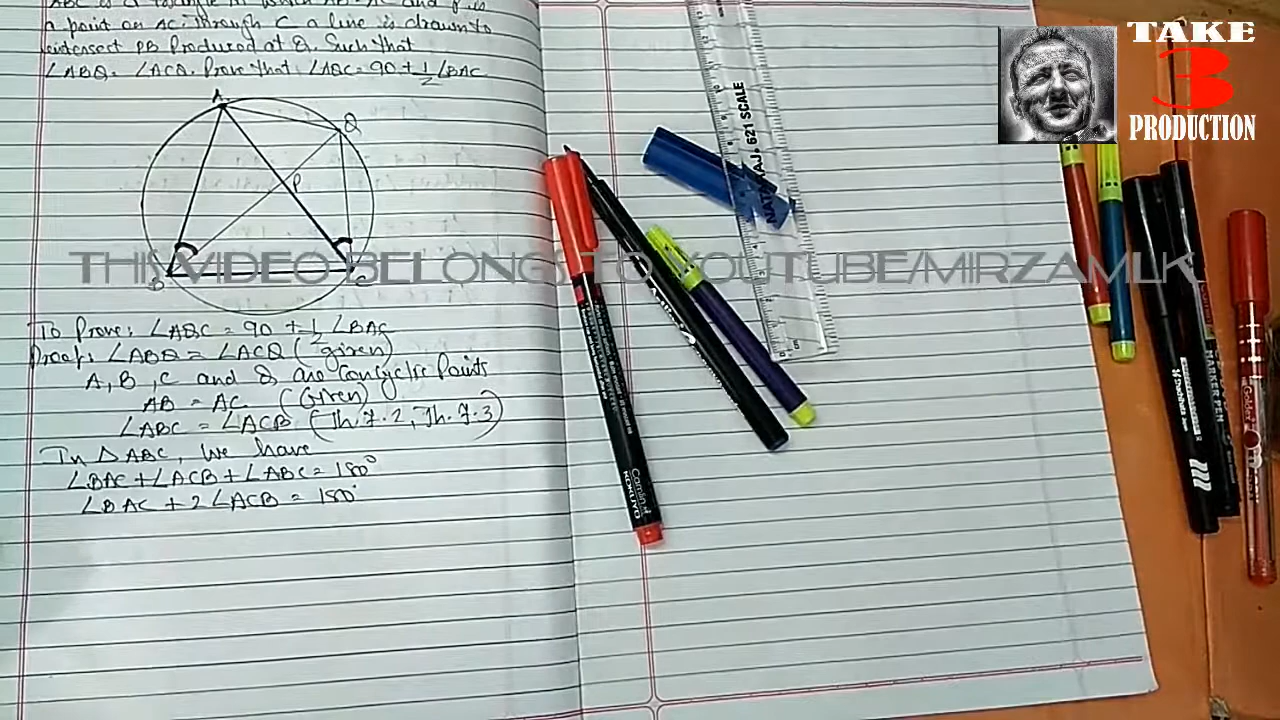 ABC is a triangle in which AB = AC and P is
a point on AC. Through C a line is drawn to
intersect PB Produced at Q. Such that
∠ABQ = ∠ACQ. Prove that ∠AQC = 90 + 1/2 ∠BAC
A
Q
P
B
C
To Prove: ∠AQC = 90 + 1/2 ∠BAC
Proof: ∠ABQ = ∠ACQ (given)
A, B, C and Q are Concyclic Points
AB = AC (Given)
∠ABC = ∠ACB (Th. 7.2, Th. 7.3)
In △ABC, We have
∠BAC + ∠ACB + ∠ABC = 180°
∠BAC + 2∠ACB = 180°
THIS VIDEO BELONGS TO YOUTUBE/MIRZAMLK
TAKE
3
PRODUCTION
NATARAJ. 621 SCALE
Camlin
KOKUYO
MARKER PEN